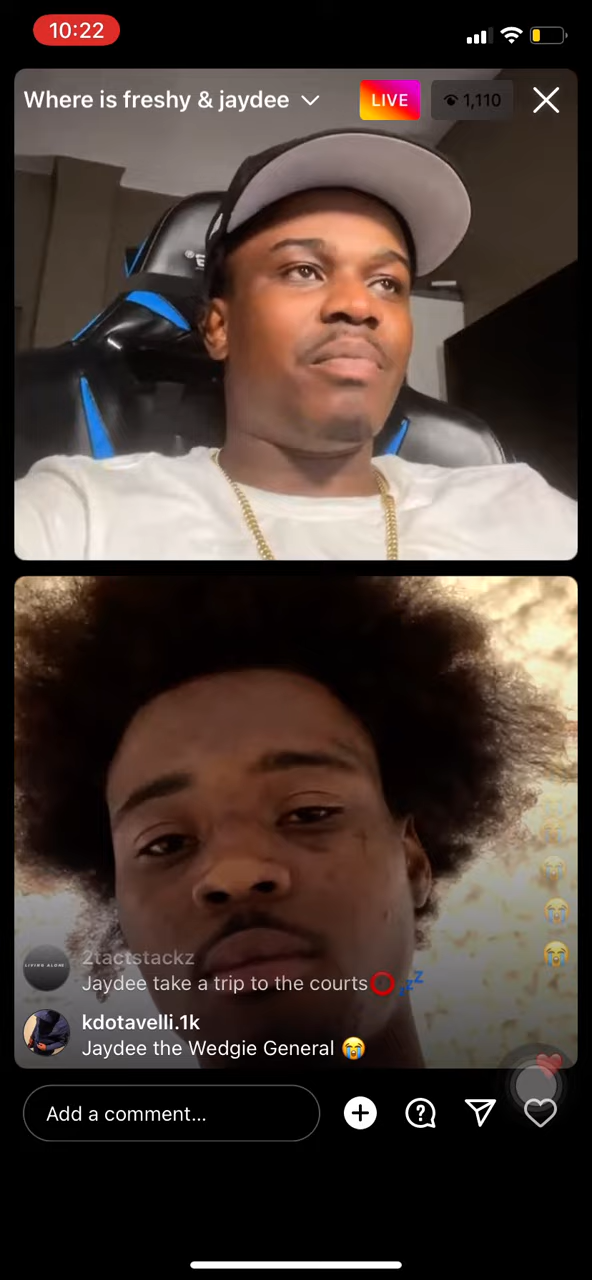 10:22
Where is freshy & jaydee
LIVE
1,110
2tactstackz
Jaydee take a trip to the courts⭕💤
kdotavelli.1k
Jaydee the Wedgie General 😭
Add a comment...